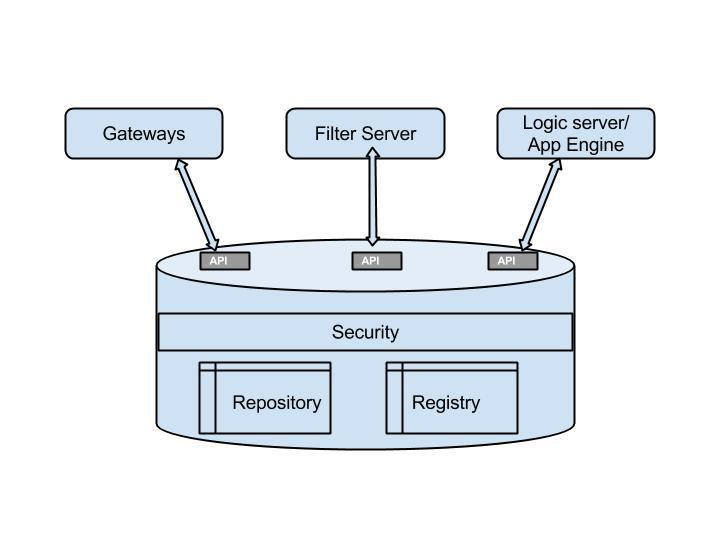 Gateways
Filter Server
Logic server/
App Engine
API
API
API
Security
Repository
Registry